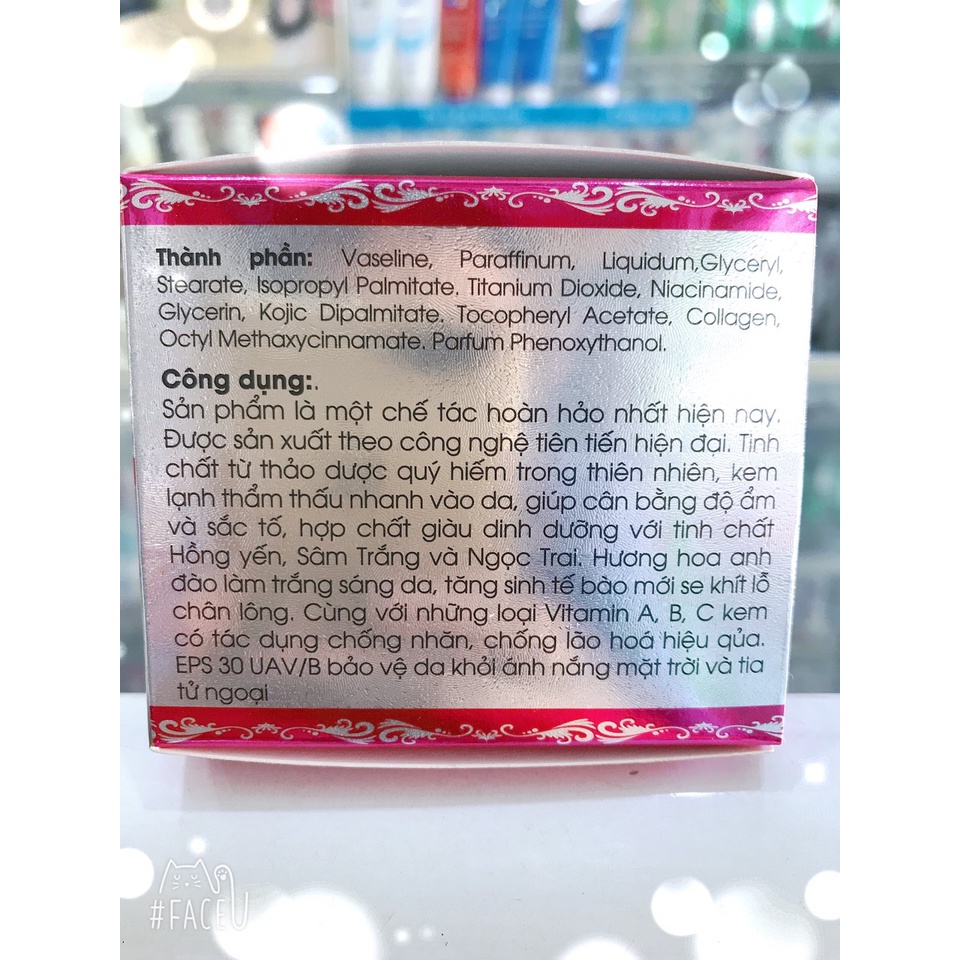 Thành phần: Vaseline, Paraffinum, Liquidum,Glyceryl,
Stearate, Isopropyl Palmitate. Titanium Dioxide, Niacinamide,
Glycerin, Kojic Dipalmitate. Tocopheryl Acetate, Collagen,
Octyl Methaxycinnamate. Parfum Phenoxythanol.
Công dụng:.
Sản phẩm là một chế tác hoàn hảo nhất hiện nay.
Được sản xuất theo công nghệ tiên tiến hiện đại. Tinh
chất từ thảo dược quý hiếm trong thiên nhiên, kem
lạnh thẩm thấu nhanh vào da, giúp cân bằng độ ẩm
và sắc tố, hợp chất giàu dinh dưỡng với tinh chất
Hồng yến, Sâm Trắng và Ngọc Trai. Hương hoa anh
đào làm trắng sáng da, tăng sinh tế bào mới se khít lỗ
chân lông. Cùng với những loại Vitamin A, B, C kem
có tác dụng chống nhăn, chống lão hoá hiệu qủa.
EPS 30 UAV/B bảo vệ da khỏi ánh nắng mặt trời và tia
tử ngoại
#FACEU